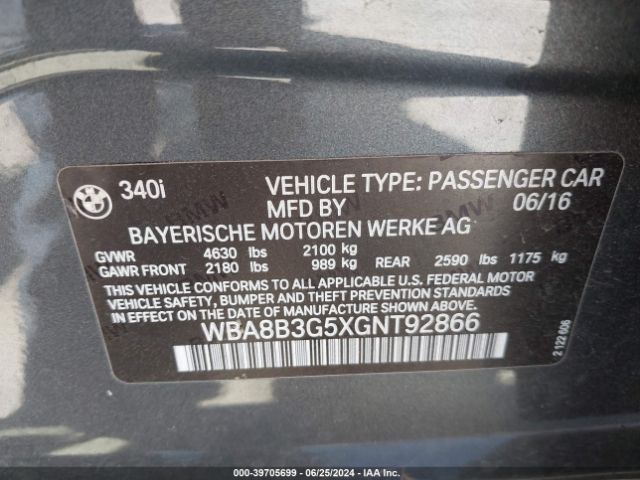 340i VEHICLE TYPE: PASSENGER CAR
MFD BY 06/16
BAYERISCHE MOTOREN WERKE AG
GVWR 4630 lbs 2100 kg
GAWR FRONT 2180 lbs 989 kg REAR 2590 lbs 1175 kg
THIS VEHICLE CONFORMS TO ALL APPLICABLE U.S. FEDERAL MOTOR
VEHICLE SAFETY, BUMPER AND THEFT PREVENTION STANDARDS
IN EFFECT ON THE DATE OF MANUFACTURE SHOWN ABOVE.
WBA8B3G5XGNT92866
2 122 606
000-39705699 - 06/25/2024 - IAA Inc.